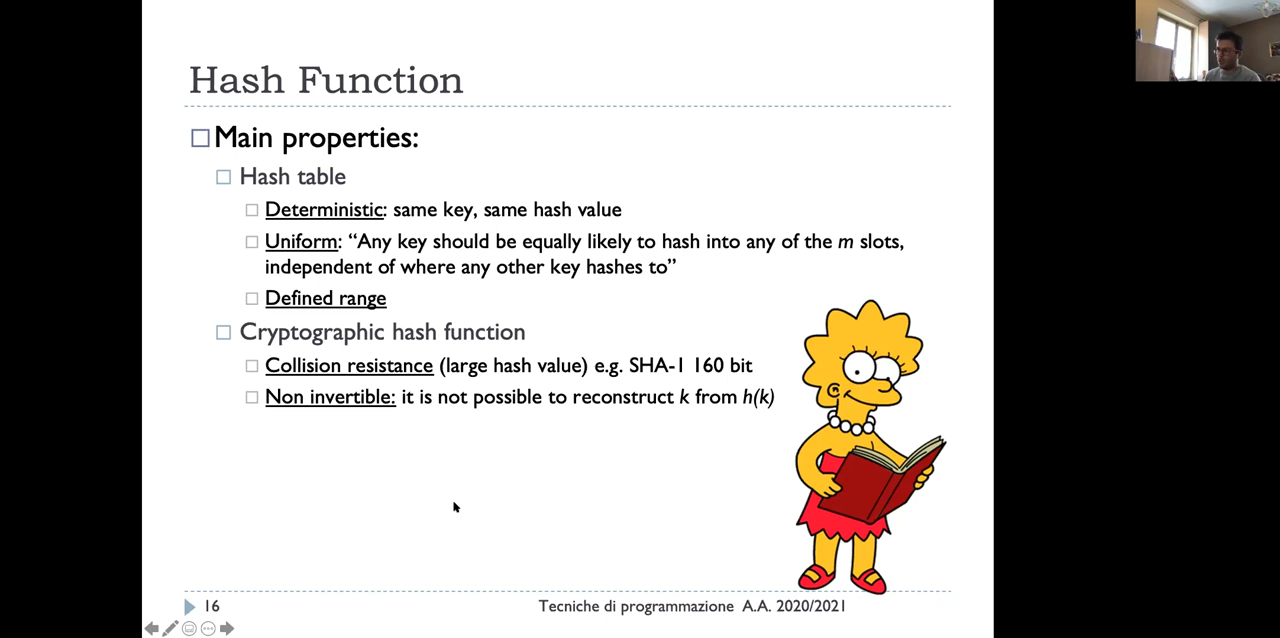 Hash Function
Main properties:
Hash table
Deterministic: same key, same hash value
Uniform: “Any key should be equally likely to hash into any of the m slots,
independent of where any other key hashes to”
Defined range
Cryptographic hash function
Collision resistance (large hash value) e.g. SHA-1 160 bit
Non invertible: it is not possible to reconstruct k from h(k)
16
Tecniche di programmazione A.A. 2020/2021